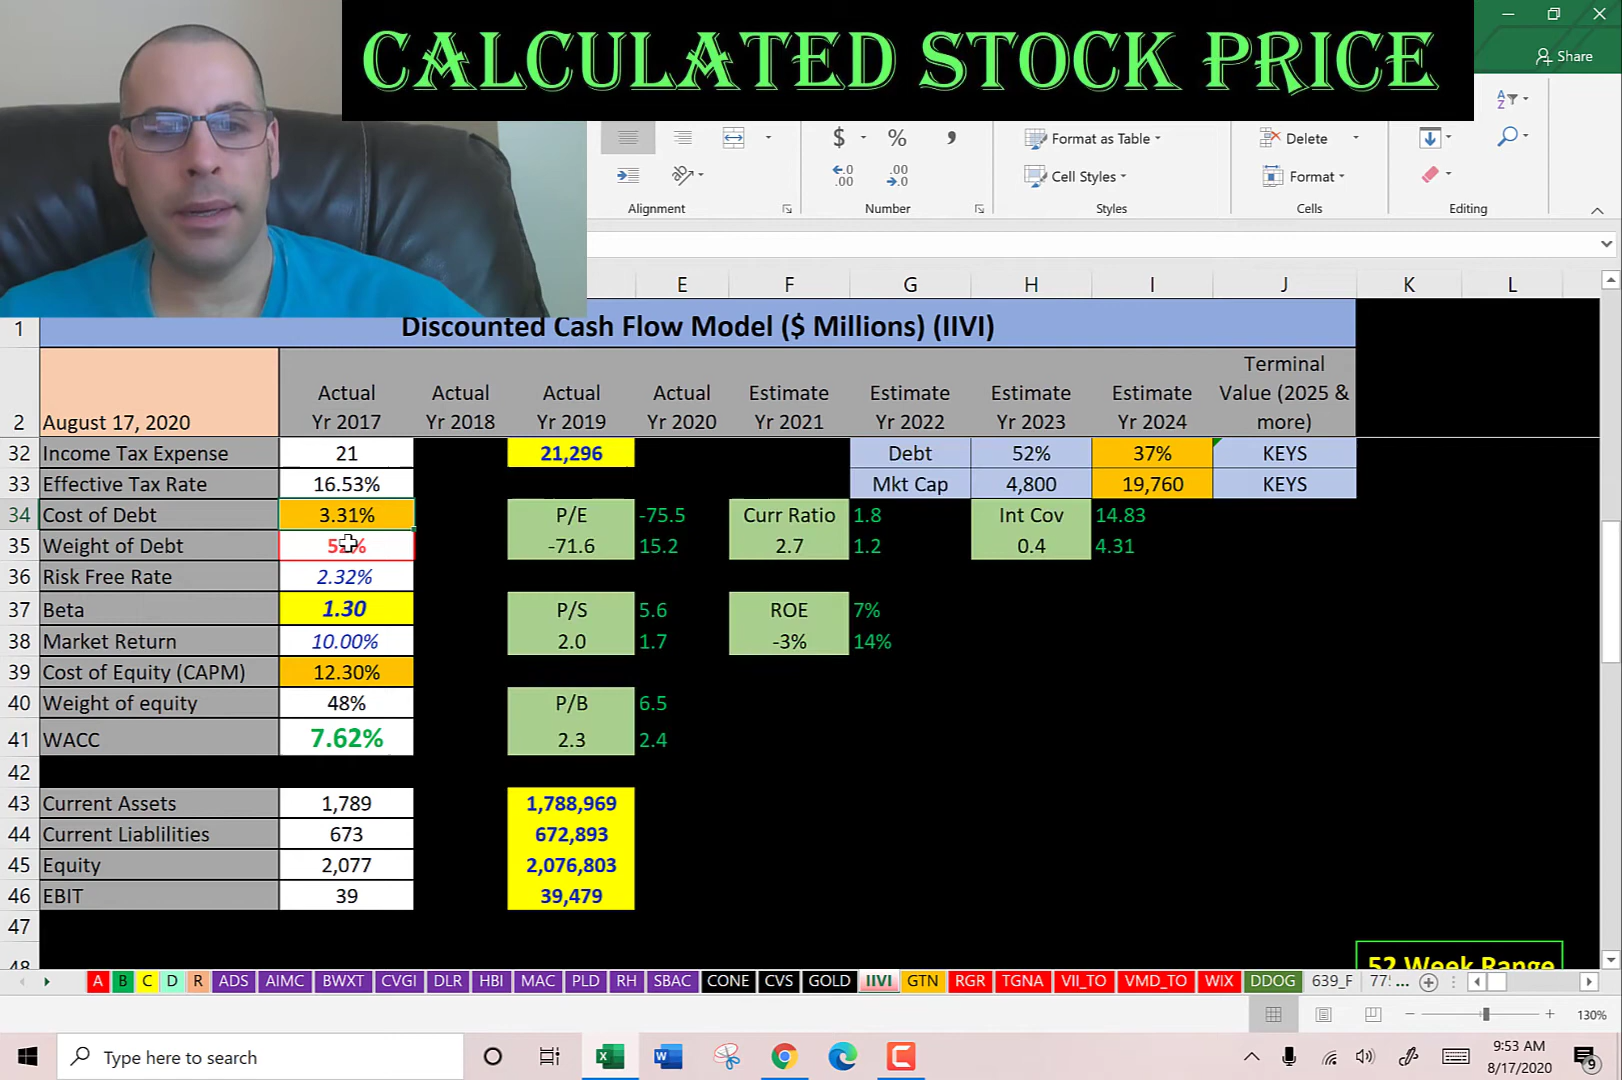 CALCULATED STOCK PRICE
Share
Format as Table
Delete
Cell Styles
Format
Alignment
Number
Styles
Cells
Editing
E F G H I J K L
1 Discounted Cash Flow Model ($ Millions) (IIVI)
Actual Actual Actual Actual Estimate Estimate Estimate Estimate Terminal
2 August 17, 2020 Yr 2017 Yr 2018 Yr 2019 Yr 2020 Yr 2021 Yr 2022 Yr 2023 Yr 2024 Value (2025 & more)
32 Income Tax Expense 21 21,296 Debt 52% 37% KEYS
33 Effective Tax Rate 16.53% Mkt Cap 4,800 19,760 KEYS
34 Cost of Debt 3.31% P/E -75.5 Curr Ratio 1.8 Int Cov 14.83
35 Weight of Debt 52% -71.6 15.2 2.7 1.2 0.4 4.31
36 Risk Free Rate 2.32%
37 Beta 1.30 P/S 5.6 ROE 7%
38 Market Return 10.00% 2.0 1.7 -3% 14%
39 Cost of Equity (CAPM) 12.30%
40 Weight of equity 48% P/B 6.5
41 WACC 7.62% 2.3 2.4
42
43 Current Assets 1,789 1,788,969
44 Current Liablilities 673 672,893
45 Equity 2,077 2,076,803
46 EBIT 39 39,479
47
48 52 Week Range
A B C D R ADS AIMC BWXT CVGI DLR HBI MAC PLD RH SBAC CONE CVS GOLD IIVI GTN RGR TGNA VII_TO VMD_TO WIX DDOG 639_F 77: ...
130%
Type here to search
9:53 AM
8/17/2020
9